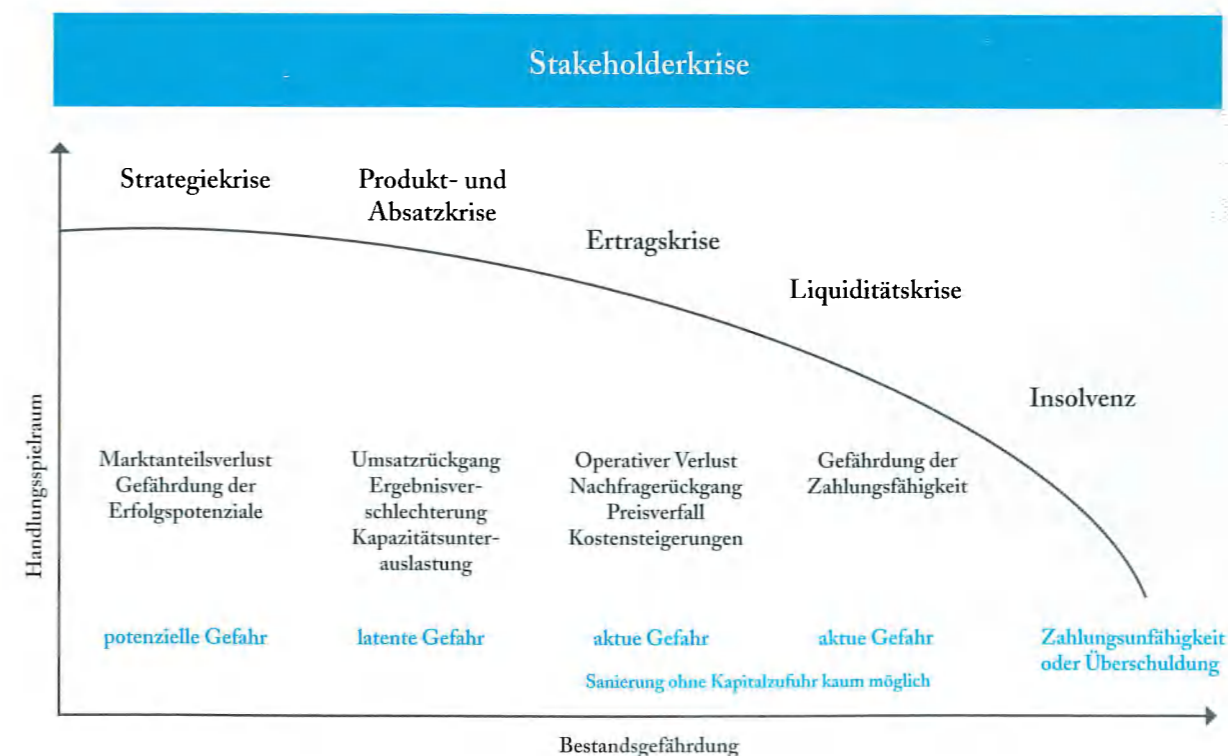 Stakeholderkrise
Strategiekrise
Produkt- und
Absatzkrise
Ertragskrise
Liquiditätskrise
Insolvenz
Handlungsspielraum
Marktanteilsverlust
Gefährdung der
Erfolgspotenziale
Umsatzrückgang
Ergebnisver-
schlechterung
Kapazitätsunter-
auslastung
Operativer Verlust
Nachfragerückgang
Preisverfall
Kostensteigerungen
Gefährdung der
Zahlungsfähigkeit
potenzielle Gefahr
latente Gefahr
aktue Gefahr
aktue Gefahr
Zahlungsunfähigkeit
oder Überschuldung
Sanierung ohne Kapitalzufuhr kaum möglich
Bestandsgefährdung